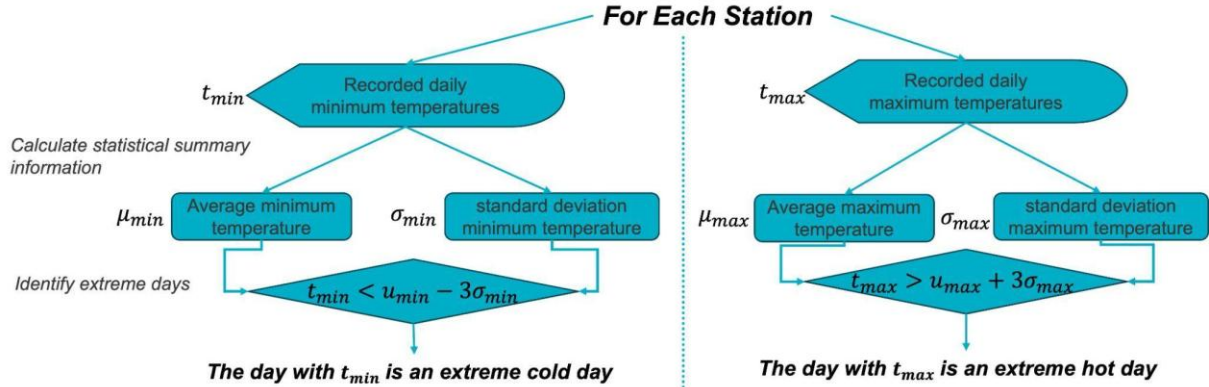 For Each Station
t_min
Recorded daily
minimum temperatures
t_max
Recorded daily
maximum temperatures
Calculate statistical summary
information
μ_min
Average minimum
temperature
σ_min
standard deviation
minimum temperature
μ_max
Average maximum
temperature
σ_max
standard deviation
maximum temperature
Identify extreme days
t_min < u_min − 3σ_min
t_max > u_max + 3σ_max
The day with t_min is an extreme cold day
The day with t_max is an extreme hot day